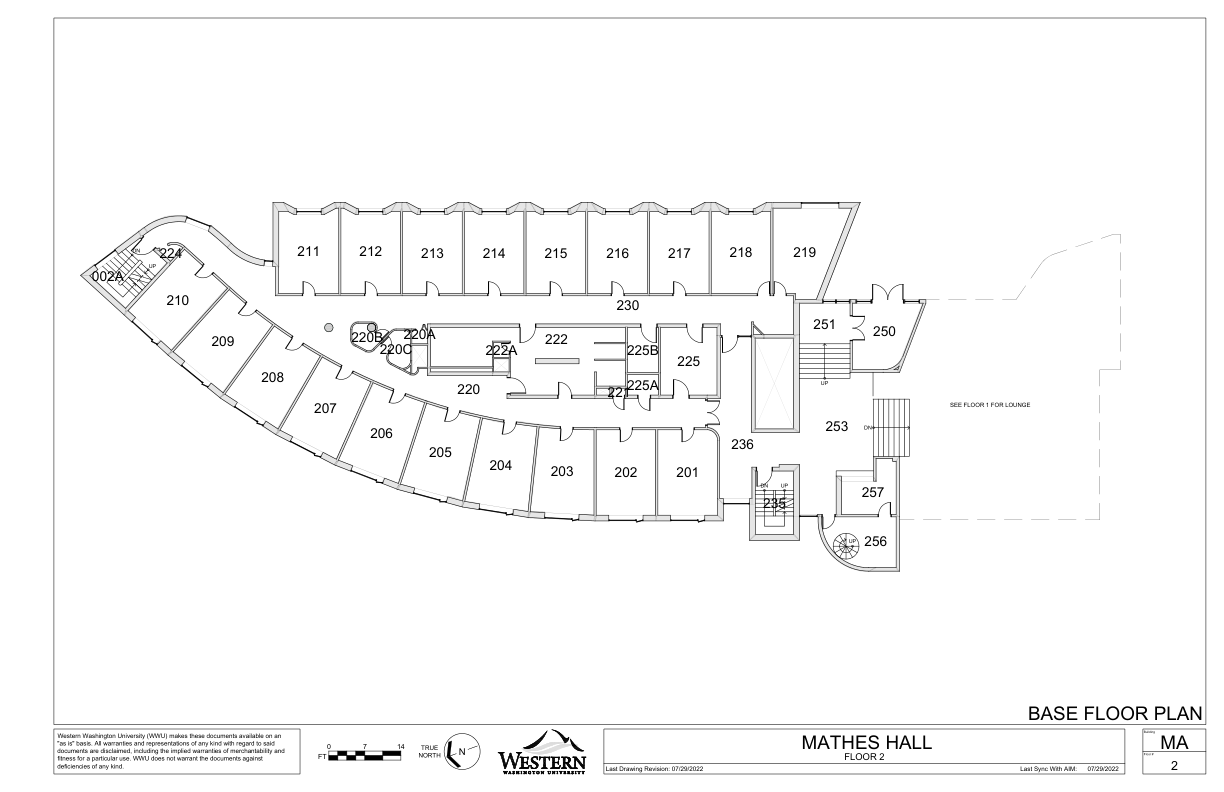 211
212
213
214
215
216
217
218
219
DN
224
UP
002A
210
230
251
250
209
220B
220A
220C
222
222A
225B
225
208
220
225A
221
UP
207
SEE FLOOR 1 FOR LOUNGE
206
205
236
253
DN
204
203
202
201
DN
UP
235
257
UP
256
BASE FLOOR PLAN
Western Washington University (WWU) makes these documents available on an
"as is" basis. All warranties and representations of any kind with regard to said
documents are disclaimed, including the implied warranties of merchantability and
fitness for a particular use. WWU does not warrant the documents against
deficiencies of any kind.
0 7 14
FT
TRUE
NORTH
N
WESTERN
WASHINGTON UNIVERSITY
MATHES HALL
FLOOR 2
Last Drawing Revision: 07/29/2022
Last Sync With AIM: 07/29/2022
Building
MA
Floor
2